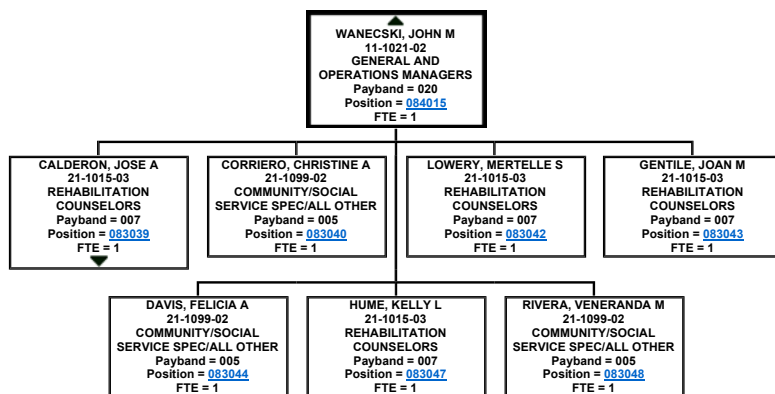 WANECSKI, JOHN M
11-1021-02
GENERAL AND
OPERATIONS MANAGERS
Payband = 020
Position = 084015
FTE = 1
CALDERON, JOSE A
21-1015-03
REHABILITATION
COUNSELORS
Payband = 007
Position = 083039
FTE = 1
CORRIERO, CHRISTINE A
21-1099-02
COMMUNITY/SOCIAL
SERVICE SPEC/ALL OTHER
Payband = 005
Position = 083040
FTE = 1
LOWERY, MERTELLE S
21-1015-03
REHABILITATION
COUNSELORS
Payband = 007
Position = 083042
FTE = 1
GENTILE, JOAN M
21-1015-03
REHABILITATION
COUNSELORS
Payband = 007
Position = 083043
FTE = 1
DAVIS, FELICIA A
21-1099-02
COMMUNITY/SOCIAL
SERVICE SPEC/ALL OTHER
Payband = 005
Position = 083044
FTE = 1
HUME, KELLY L
21-1015-03
REHABILITATION
COUNSELORS
Payband = 007
Position = 083047
FTE = 1
RIVERA, VENERANDA M
21-1099-02
COMMUNITY/SOCIAL
SERVICE SPEC/ALL OTHER
Payband = 005
Position = 083048
FTE = 1